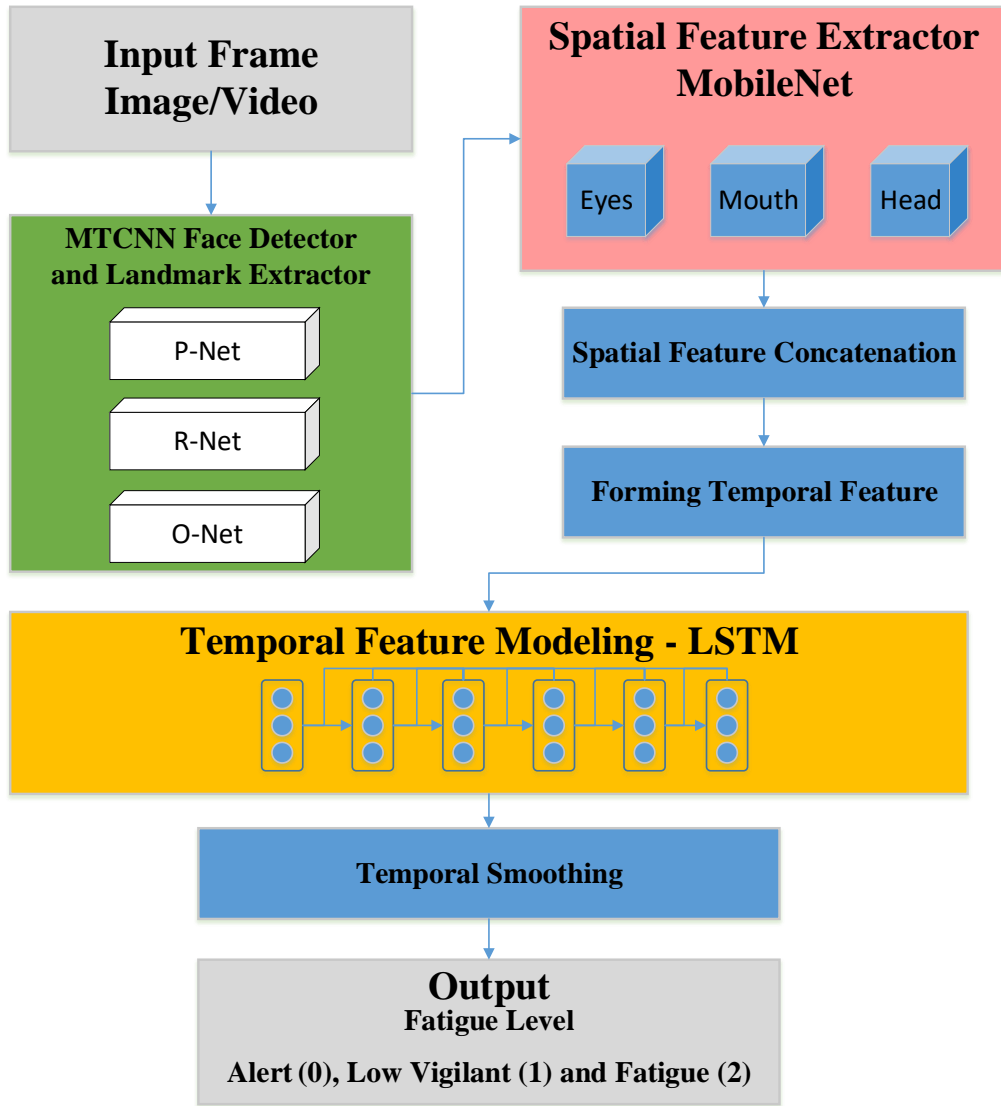 Input Frame
Image/Video
MTCNN Face Detector
and Landmark Extractor
P-Net
R-Net
O-Net
Spatial Feature Extractor
MobileNet
Eyes
Mouth
Head
Spatial Feature Concatenation
Forming Temporal Feature
Temporal Feature Modeling - LSTM
Temporal Smoothing
Output
Fatigue Level
Alert (0), Low Vigilant (1) and Fatigue (2)